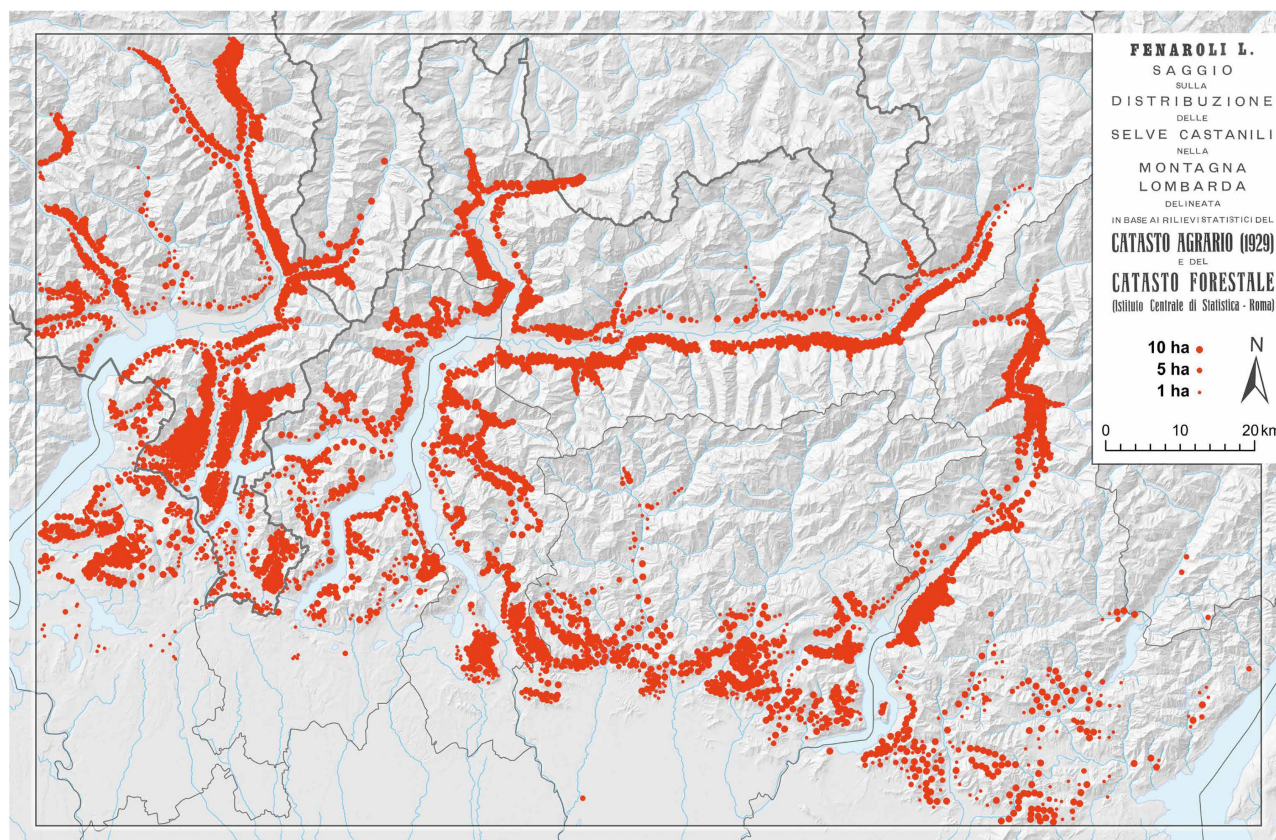 FENAROLI L.
SAGGIO
SULLA
DISTRIBUZIONE
DELLE
SELVE CASTANILI
NELLA
MONTAGNA
LOMBARDA
DELINEATA
IN BASE AI RILIEVI STATISTICI DEL
CATASTO AGRARIO (1929)
E DEL
CATASTO FORESTALE
(Istituto Centrale di Statistica - Roma)
10 ha
5 ha
1 ha
N
0 10 20 km